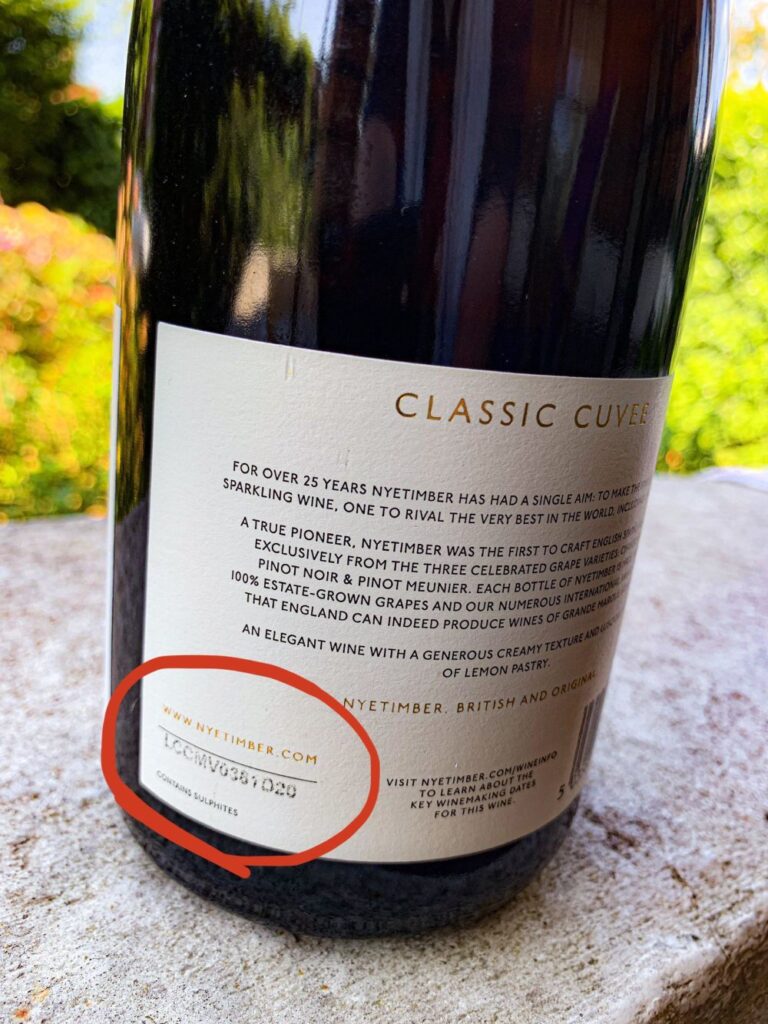 CLASSIC CUVEE
FOR OVER 25 YEARS NYETIMBER HAS HAD A SINGLE AIM: TO MAKE THE
SPARKLING WINE, ONE TO RIVAL THE VERY BEST IN THE WORLD,
A TRUE PIONEER, NYETIMBER WAS THE FIRST TO CRAFT ENGLISH
EXCLUSIVELY FROM THE THREE CELEBRATED GRAPE VARIETIES:
PINOT NOIR & PINOT MEUNIER. EACH BOTTLE OF NYETIMBER IS
100% ESTATE-GROWN GRAPES AND OUR NUMEROUS INTERNATIONAL
THAT ENGLAND CAN INDEED PRODUCE WINES OF GRANDE
AN ELEGANT WINE WITH A GENEROUS CREAMY TEXTURE AND
OF LEMON PASTRY.
NYETIMBER. BRITISH AND ORIGINAL
WWW.NYETIMBER.COM
CONTAINS SULPHITES
VISIT NYETIMBER.COM/WINEINFO
TO LEARN ABOUT THE
KEY WINEMAKING DATES
FOR THIS WINE.
5